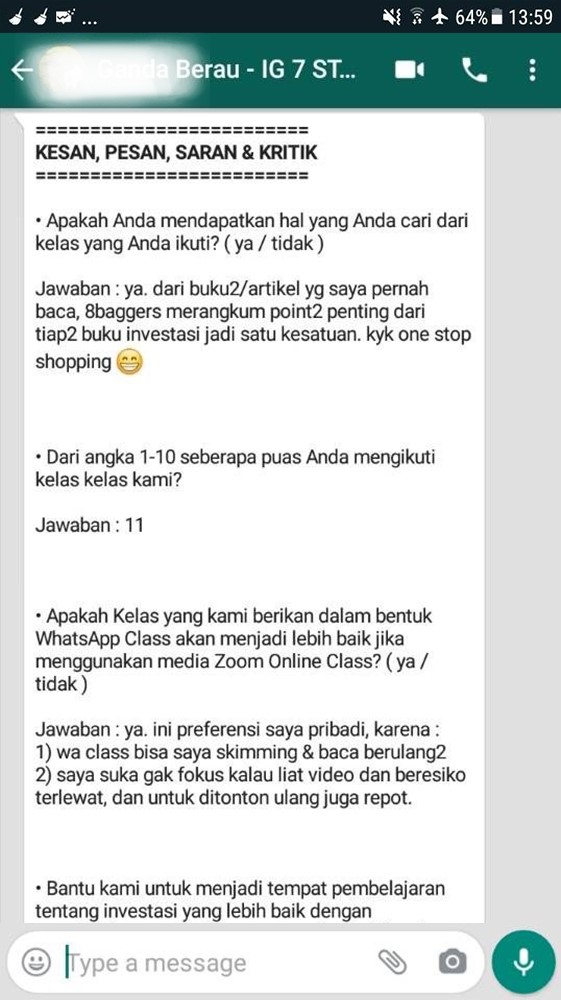 64% 13:59
Ganda Berau - IG 7 ST...
=========================
KESAN, PESAN, SARAN & KRITIK
=========================
• Apakah Anda mendapatkan hal yang Anda cari dari
kelas yang Anda ikuti? ( ya / tidak )
Jawaban : ya. dari buku2/artikel yg saya pernah
baca, 8baggers merangkum point2 penting dari
tiap2 buku investasi jadi satu kesatuan. kyk one stop
shopping 😁
• Dari angka 1-10 seberapa puas Anda mengikuti
kelas kelas kami?
Jawaban : 11
• Apakah Kelas yang kami berikan dalam bentuk
WhatsApp Class akan menjadi lebih baik jika
menggunakan media Zoom Online Class? ( ya /
tidak )
Jawaban : ya. ini preferensi saya pribadi, karena :
1) wa class bisa saya skimming & baca berulang2
2) saya suka gak fokus kalau liat video dan beresiko
terlewat, dan untuk ditonton ulang juga repot.
• Bantu kami untuk menjadi tempat pembelajaran
tentang investasi yang lebih baik dengan
Type a message